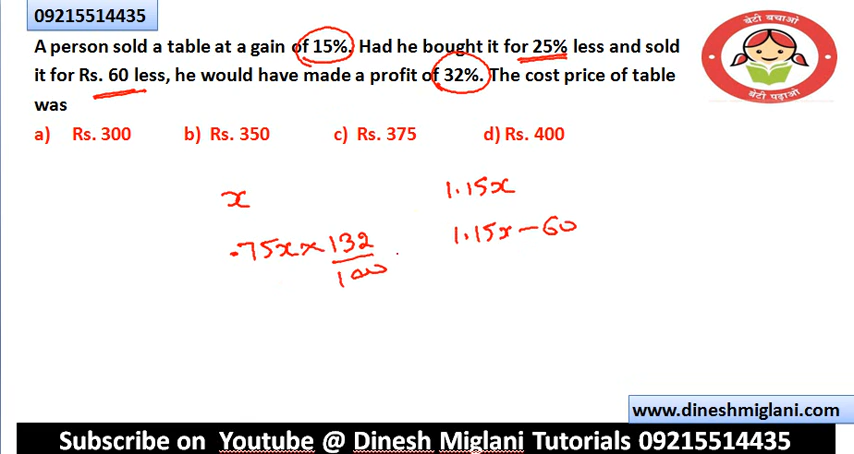 09215514435
A person sold a table at a gain of 15%. Had he bought it for 25% less and sold
it for Rs. 60 less, he would have made a profit of 32%. The cost price of table
was
a) Rs. 300 b) Rs. 350 c) Rs. 375 d) Rs. 400
बेटी बचाओ
बेटी पढ़ाओ
x 1.15x
.75x × 132/100 1.15x - 60
www.dineshmiglani.com
Subscribe on Youtube @ Dinesh Miglani Tutorials 09215514435